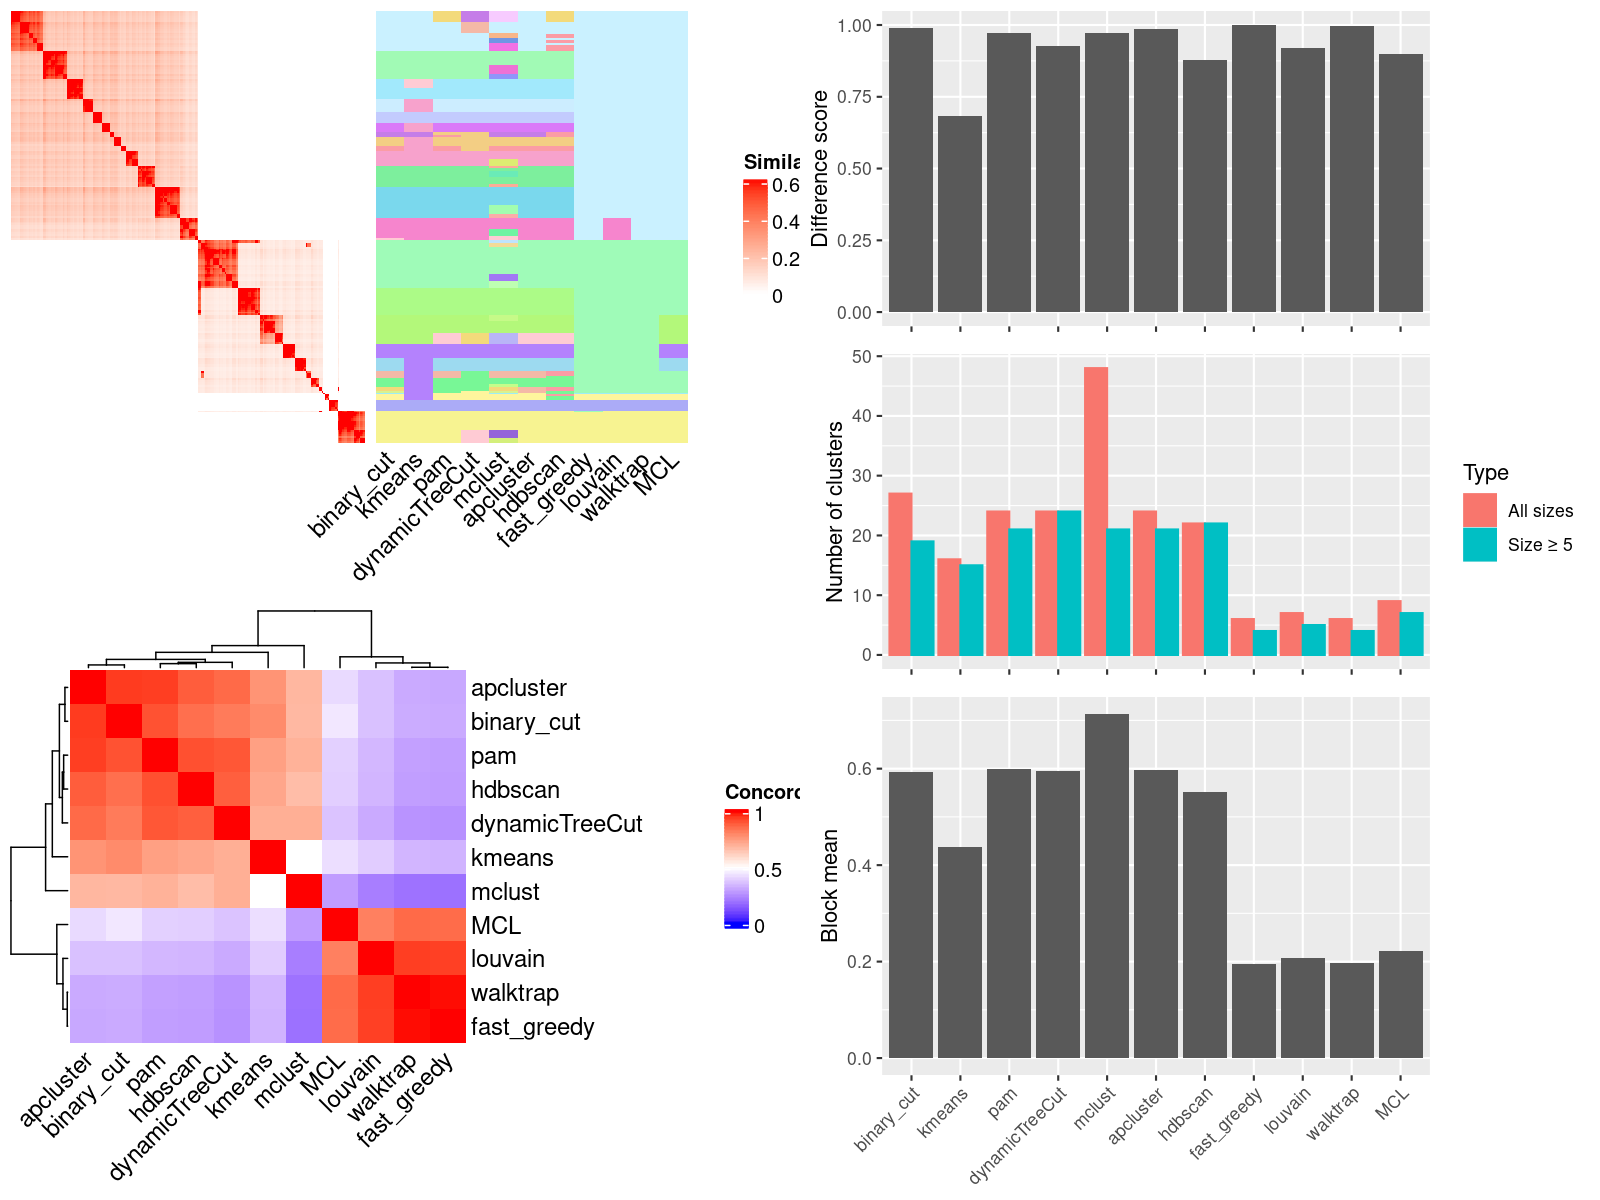 Simila
0.6
0.4
0.2
0
binary_cut
kmeans
pam
dynamicTreeCut
mclust
apcluster
hdbscan
fast_greedy
louvain
walktrap
MCL
Difference score
1.00
0.75
0.50
0.25
0.00
Number of clusters
50
40
30
20
10
0
Type
All sizes
Size ≥ 5
apcluster
binary_cut
pam
hdbscan
dynamicTreeCut
kmeans
mclust
MCL
louvain
walktrap
fast_greedy
Concord
1
0.5
0
apcluster
binary_cut
pam
hdbscan
dynamicTreeCut
kmeans
mclust
MCL
louvain
walktrap
fast_greedy
Block mean
0.6
0.4
0.2
0.0
binary_cut
kmeans
pam
dynamicTreeCut
mclust
apcluster
hdbscan
fast_greedy
louvain
walktrap
MCL